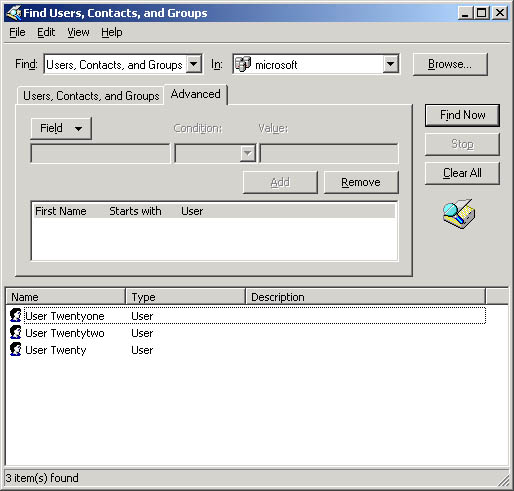 Find Users, Contacts, and Groups
File Edit View Help
Find: Users, Contacts, and Groups In: microsoft Browse...
Users, Contacts, and Groups Advanced
Field Condition: Value:
Find Now
Stop
Add Remove
Clear All
First Name Starts with User
Name Type Description
User Twentyone User
User Twentytwo User
User Twenty User
3 item(s) found